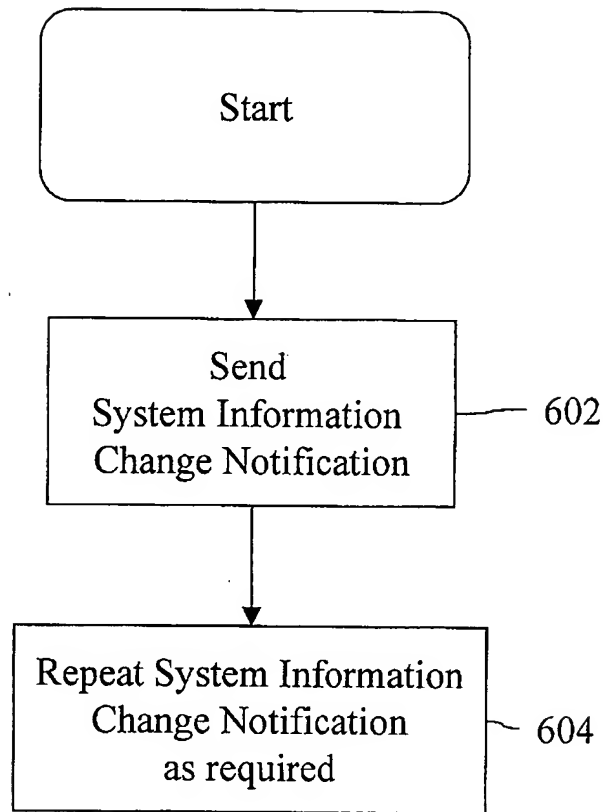 Start
Send
System Information
Change Notification
602
Repeat System Information
Change Notification
as required
604